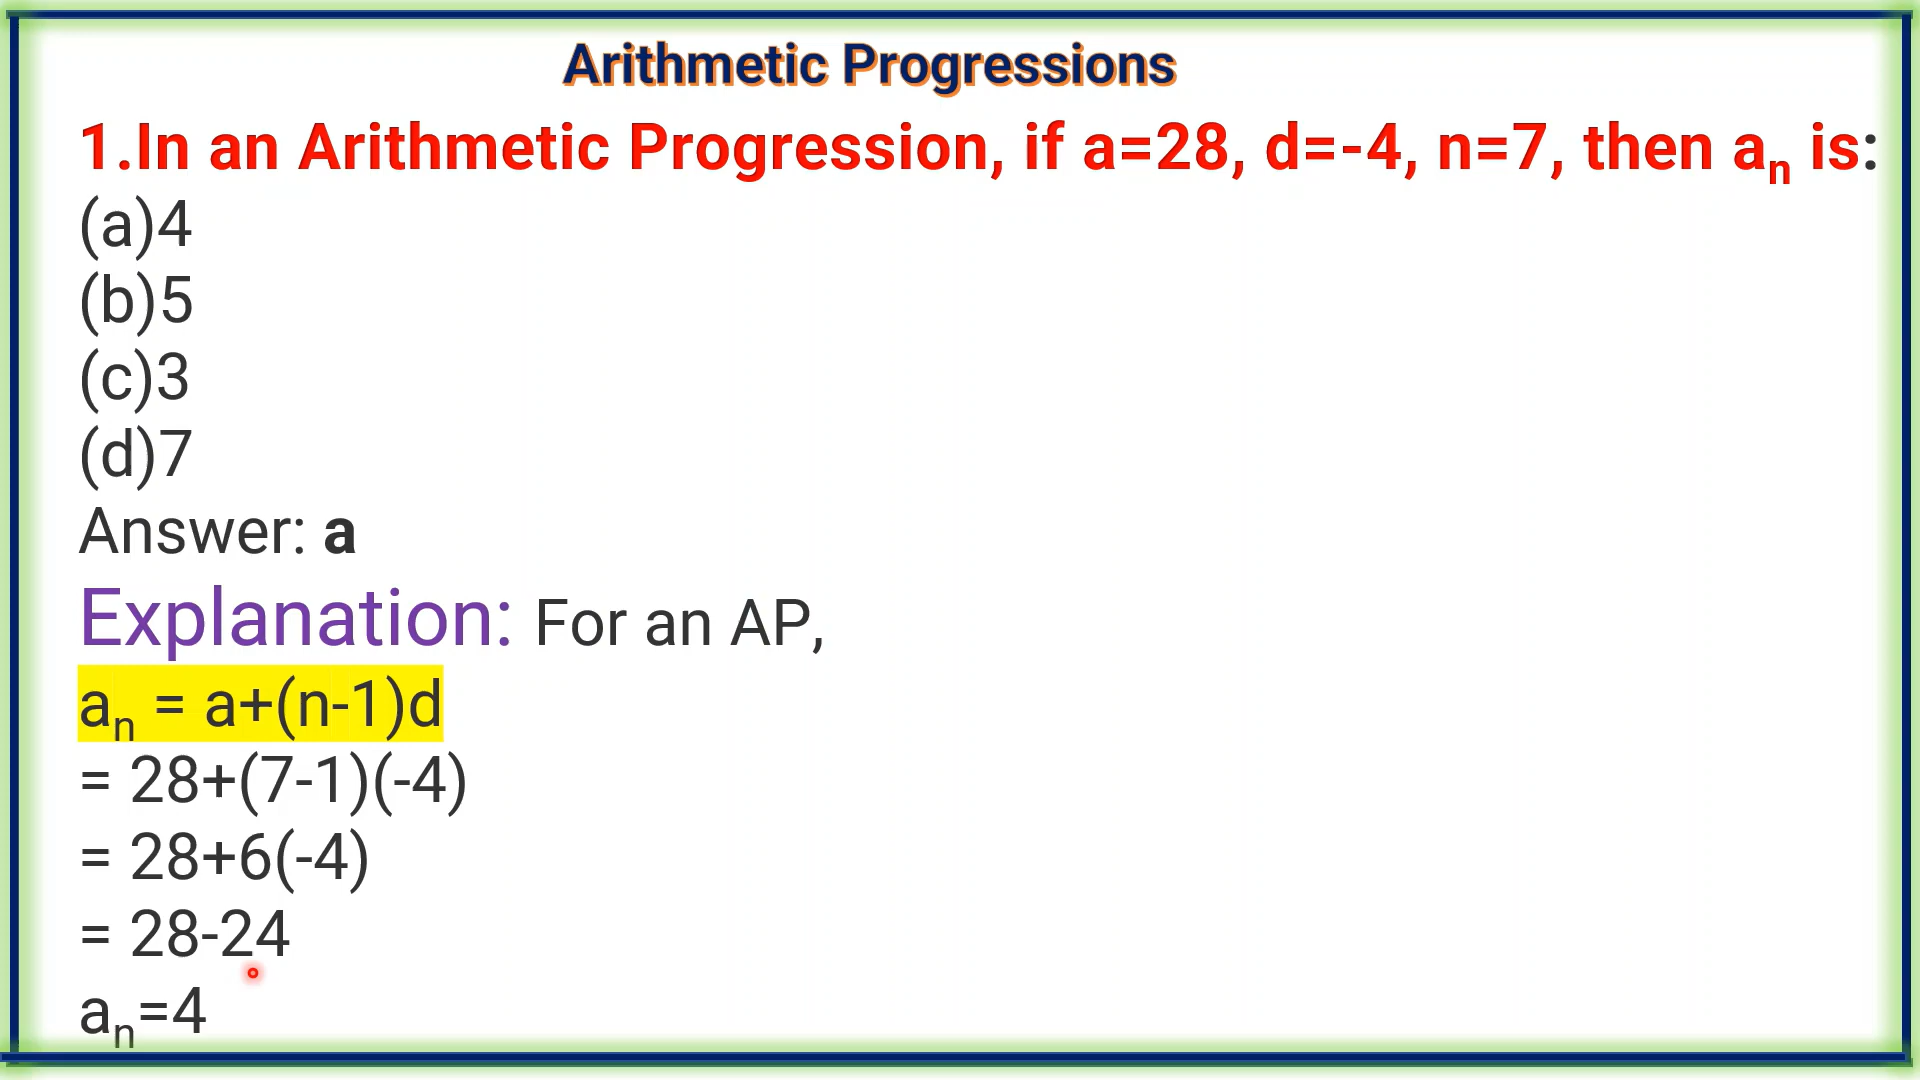 Arithmetic Progressions
1.In an Arithmetic Progression, if a=28, d=-4, n=7, then aₙ is:
(a)4
(b)5
(c)3
(d)7
Answer: a
Explanation: For an AP,
aₙ = a+(n-1)d
= 28+(7-1)(-4)
= 28+6(-4)
= 28-24
aₙ=4